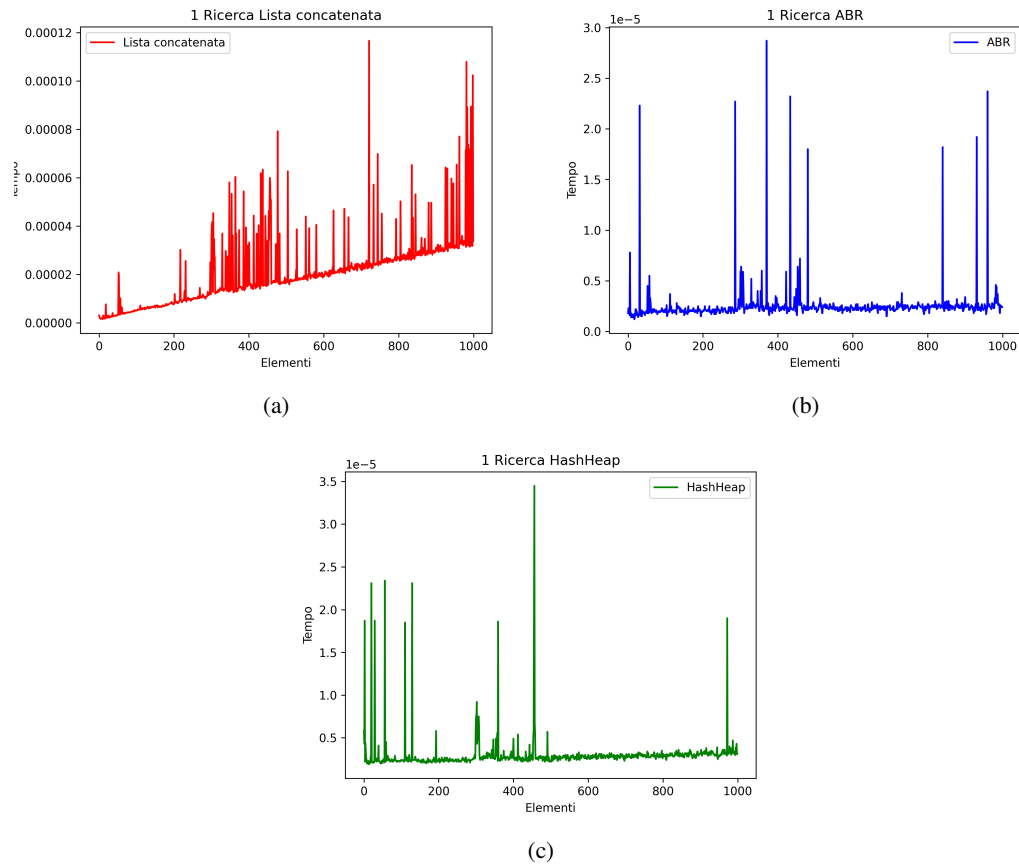 1 Ricerca Lista concatenata
Lista concatenata
0.00012
0.00010
0.00008
0.00006
0.00004
0.00002
0.00000
0 200 400 600 800 1000
Elementi
(a)
1 Ricerca ABR
1e−5
ABR
3.0
2.5
2.0
1.5
1.0
0.5
0.0
Tempo
0 200 400 600 800 1000
Elementi
(b)
1 Ricerca HashHeap
1e−5
HashHeap
3.5
3.0
2.5
2.0
1.5
1.0
0.5
Tempo
0 200 400 600 800 1000
Elementi
(c)